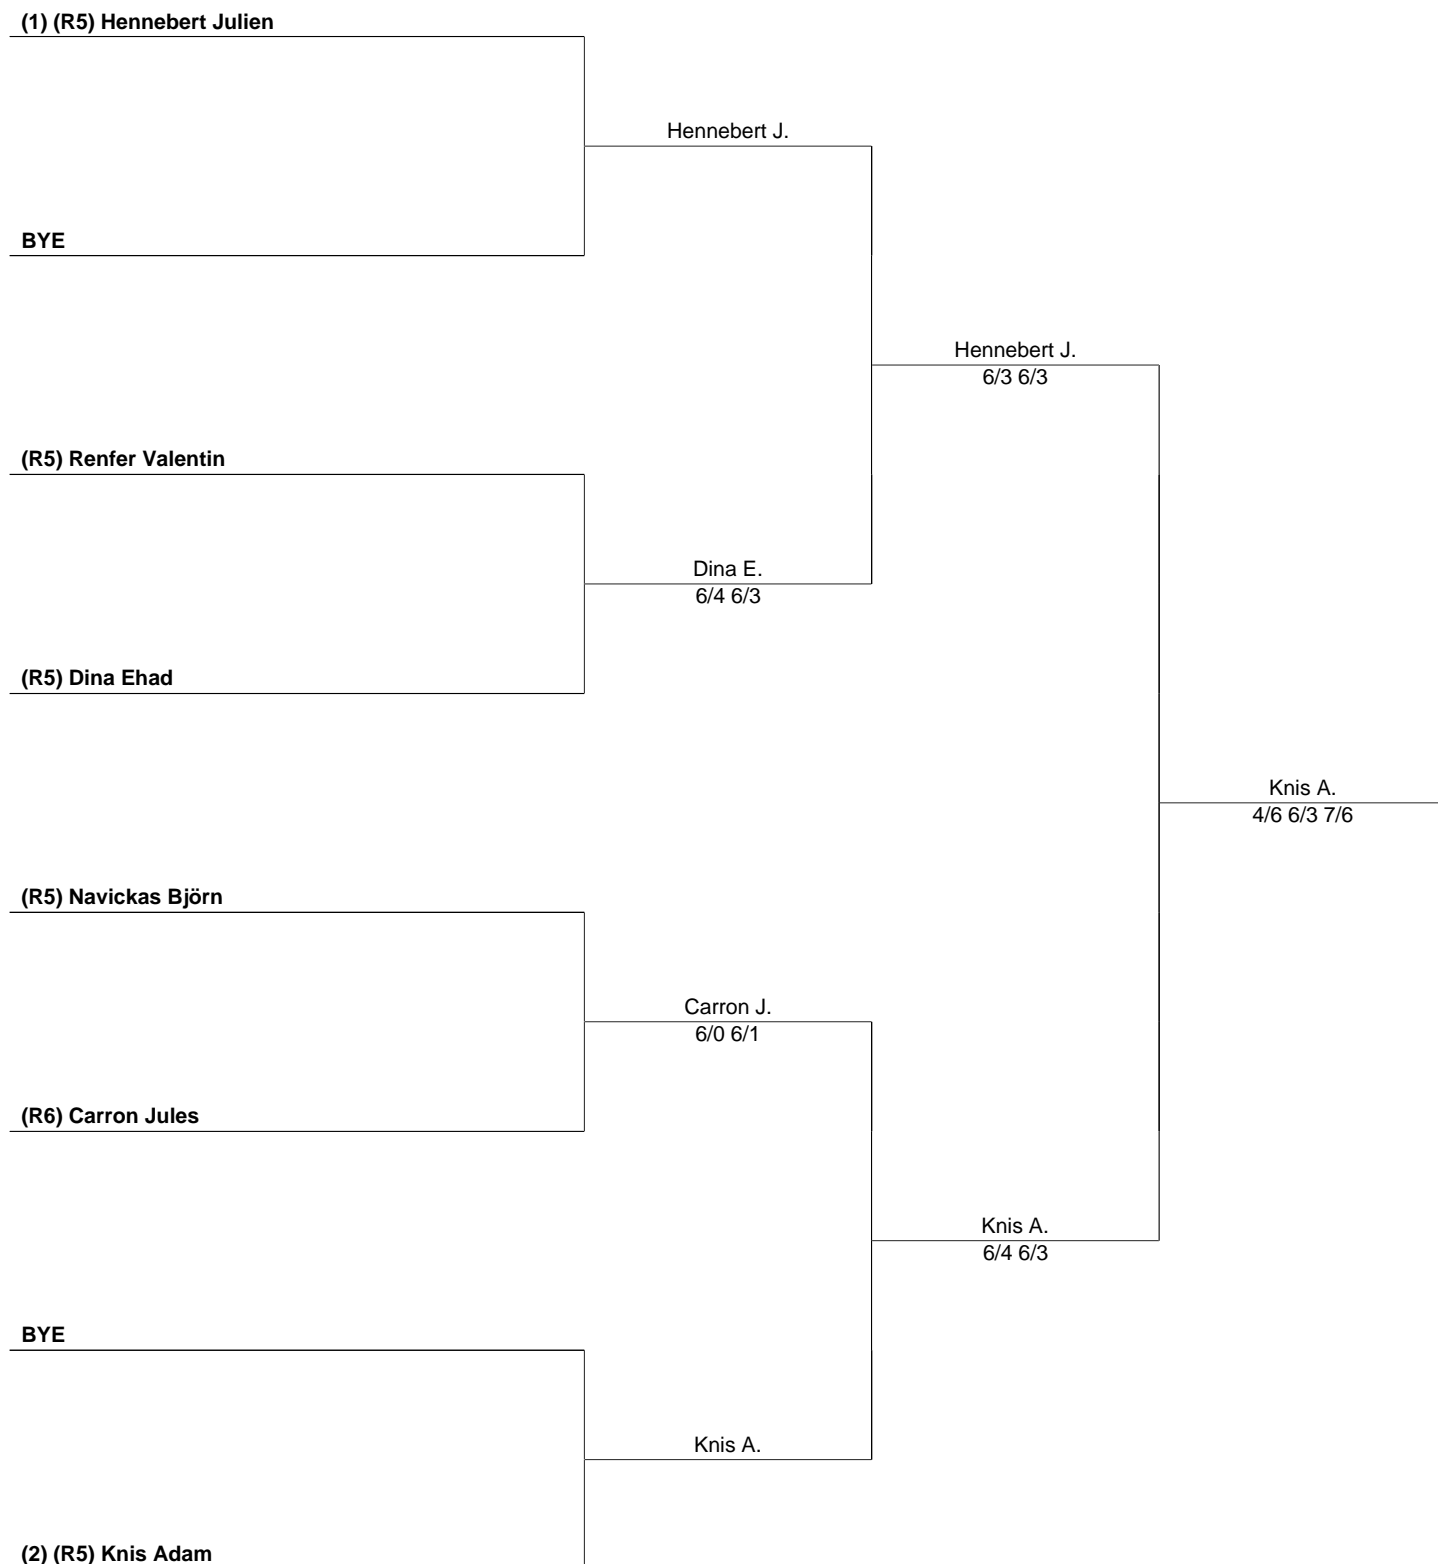 (1) (R5) Hennebert Julien
Hennebert J.
BYE
Hennebert J.
6/3 6/3
(R5) Renfer Valentin
Dina E.
6/4 6/3
(R5) Dina Ehad
Knis A.
4/6 6/3 7/6
(R5) Navickas Björn
Carron J.
6/0 6/1
(R6) Carron Jules
Knis A.
6/4 6/3
BYE
Knis A.
(2) (R5) Knis Adam